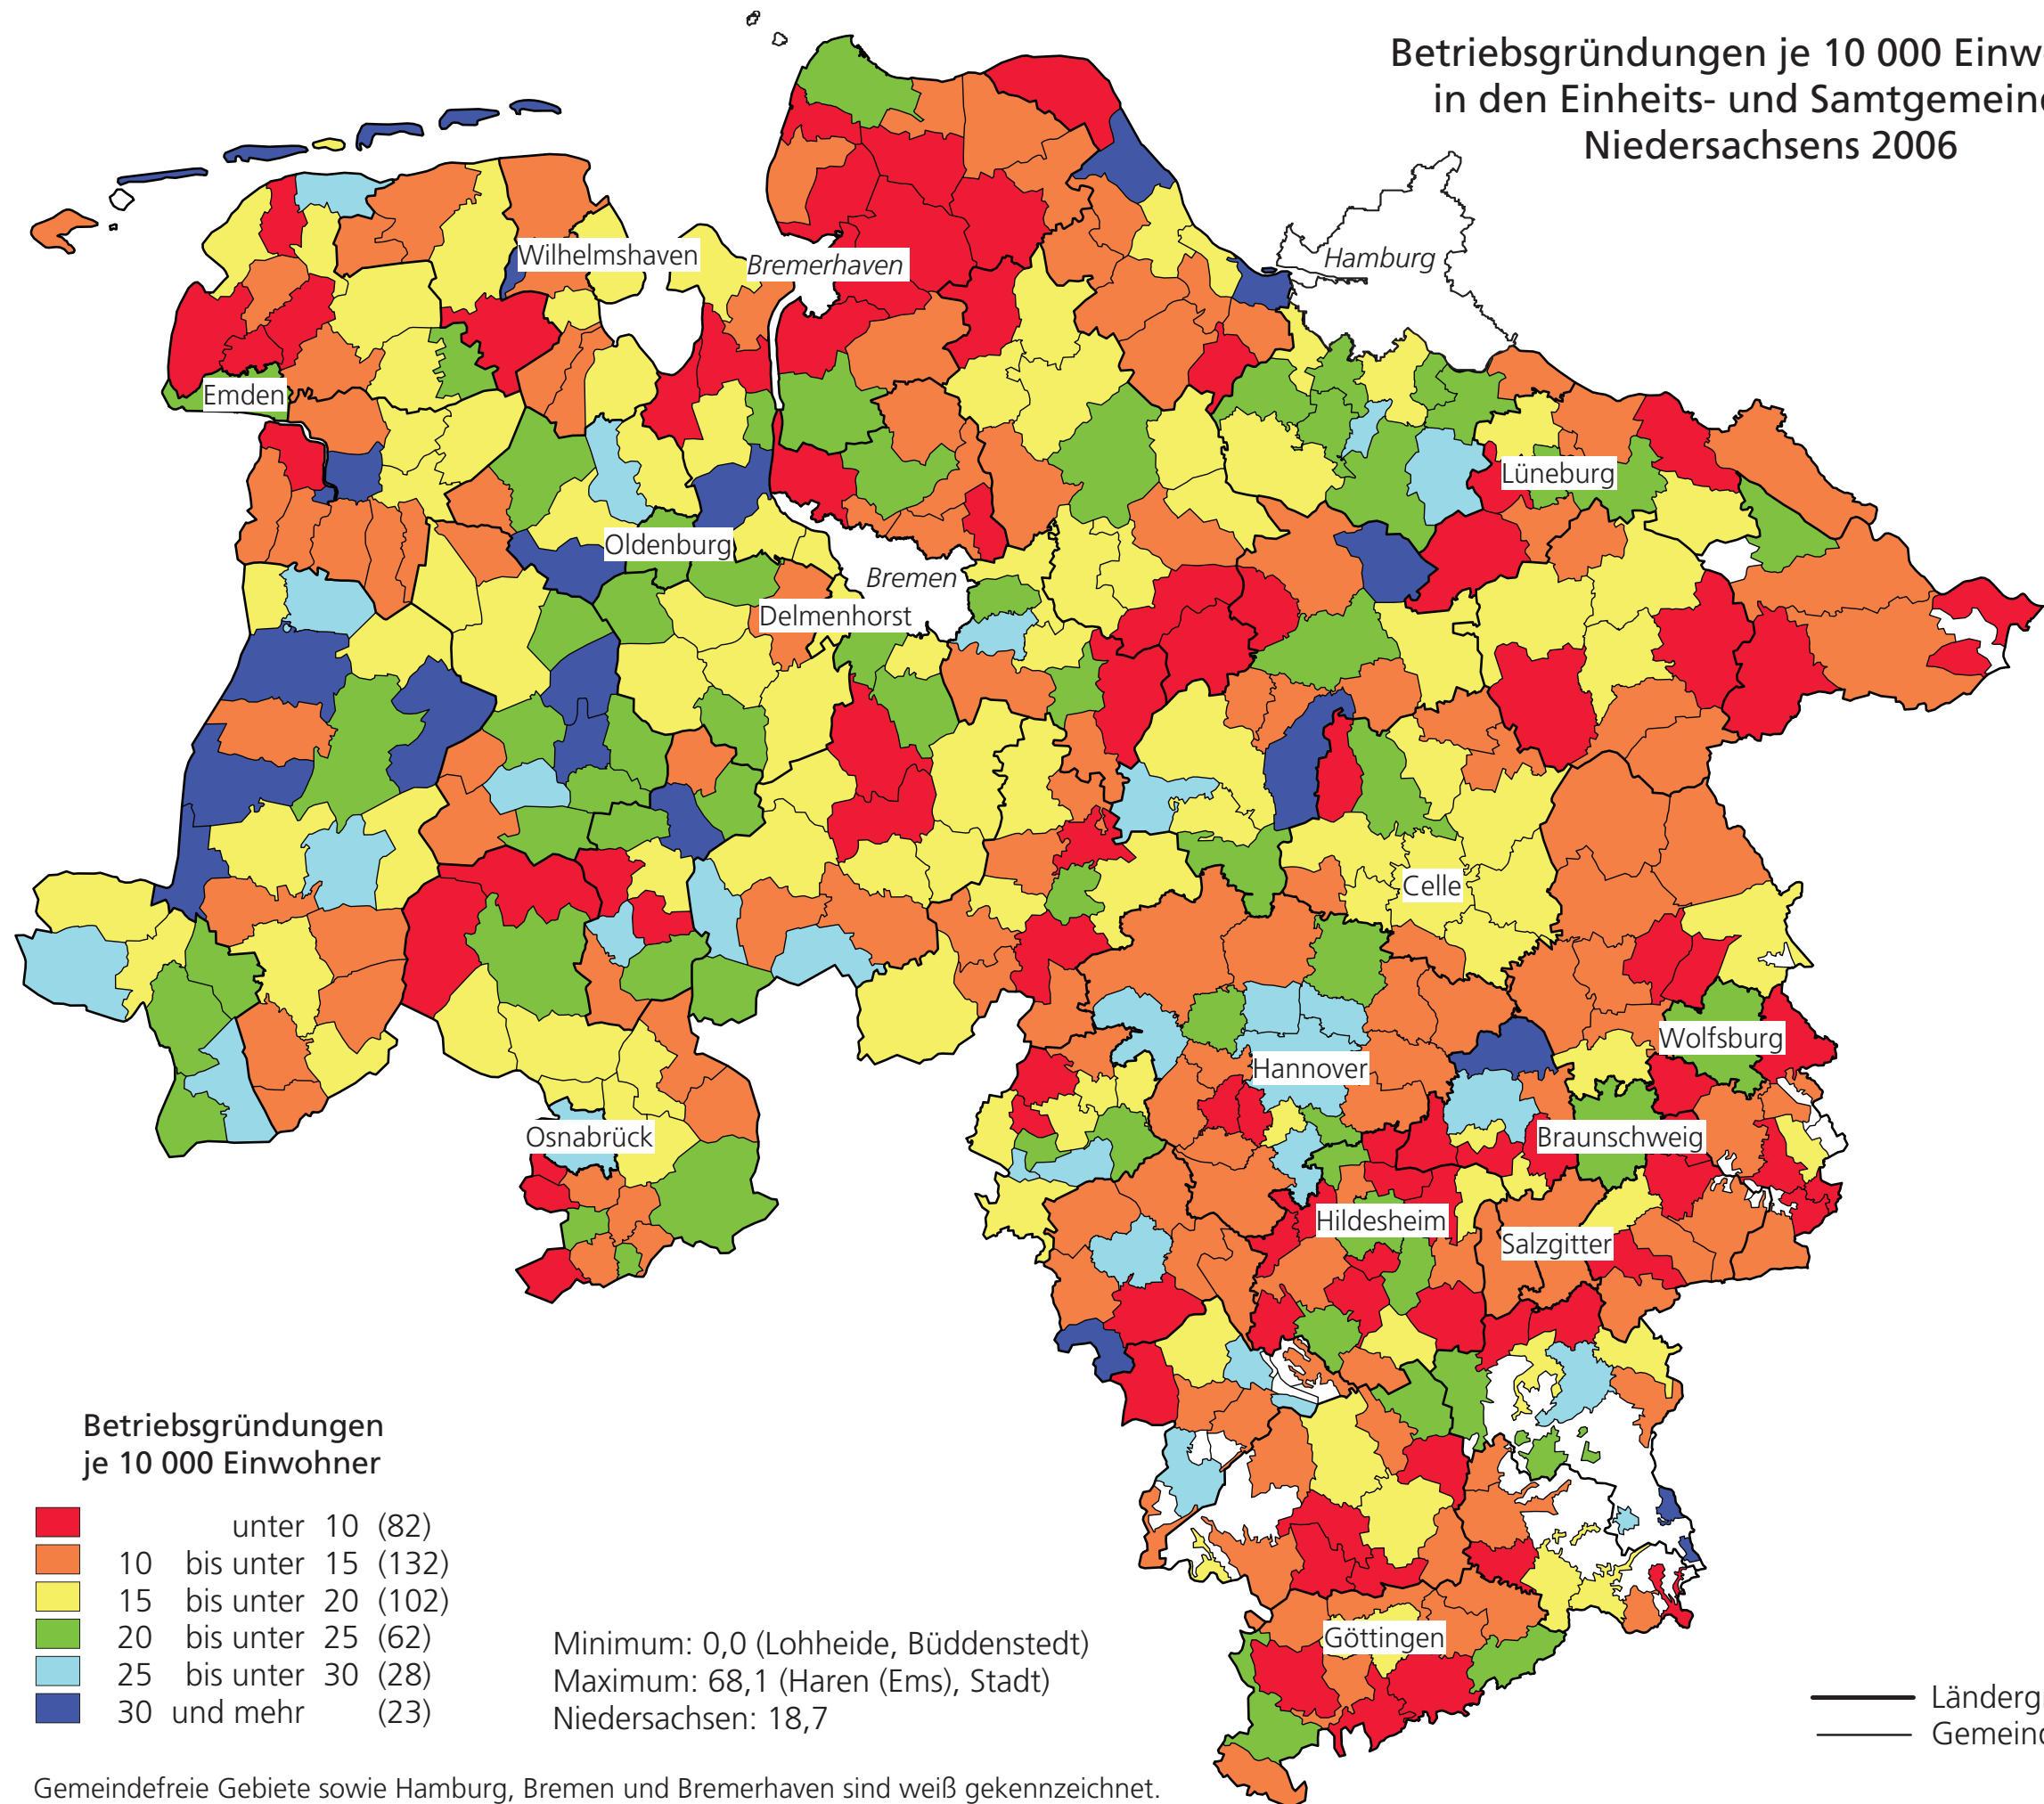 Betriebsgründungen je 10 000 Einw
in den Einheits- und Samtgemein
Niedersachsens 2006
Hamburg
Wilhelmshaven
Bremerhaven
Emden
Lüneburg
Oldenburg
Bremen
Delmenhorst
Celle
Wolfsburg
Hannover
Osnabrück
Braunschweig
Hildesheim
Salzgitter
Göttingen
Betriebsgründungen
je 10 000 Einwohner
unter 10 (82)
10 bis unter 15 (132)
15 bis unter 20 (102)
20 bis unter 25 (62)
25 bis unter 30 (28)
30 und mehr (23)
Minimum: 0,0 (Lohheide, Büddenstedt)
Maximum: 68,1 (Haren (Ems), Stadt)
Niedersachsen: 18,7
Länderg
Gemein
Gemeindefreie Gebiete sowie Hamburg, Bremen und Bremerhaven sind weiß gekennzeichnet.